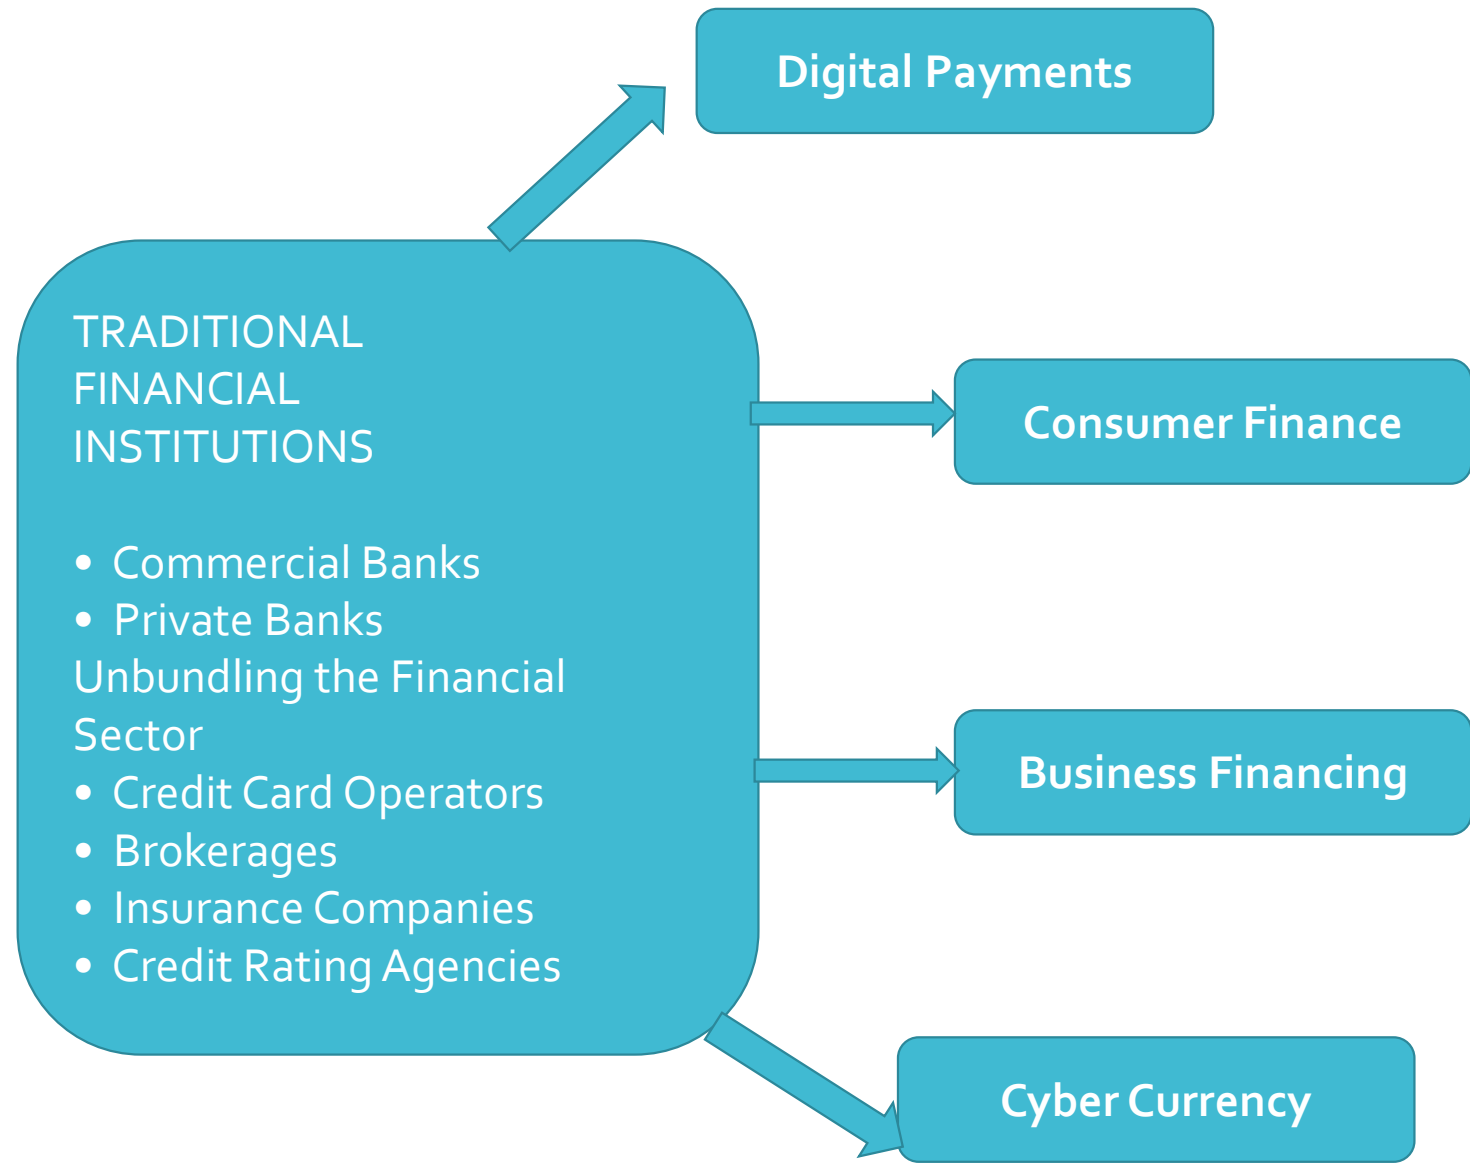 Digital Payments
TRADITIONAL
FINANCIAL
INSTITUTIONS
• Commercial Banks
• Private Banks
Unbundling the Financial
Sector
• Credit Card Operators
• Brokerages
• Insurance Companies
• Credit Rating Agencies
Consumer Finance
Business Financing
Cyber Currency